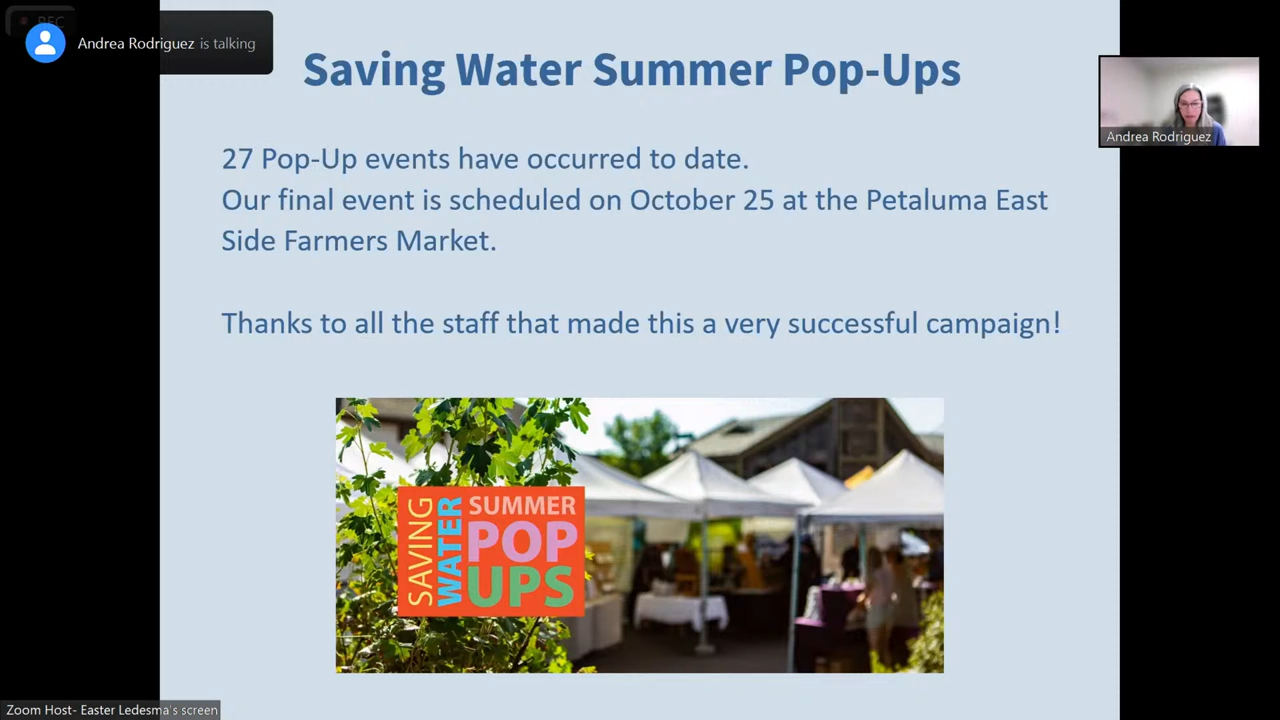 REC
Andrea Rodriguez is talking
Saving Water Summer Pop-Ups
Andrea Rodriguez
27 Pop-Up events have occurred to date.
Our final event is scheduled on October 25 at the Petaluma East
Side Farmers Market.
Thanks to all the staff that made this a very successful campaign!
SAVING
WATER
SUMMER
POP
UPS
Zoom Host- Easter Ledesma's screen